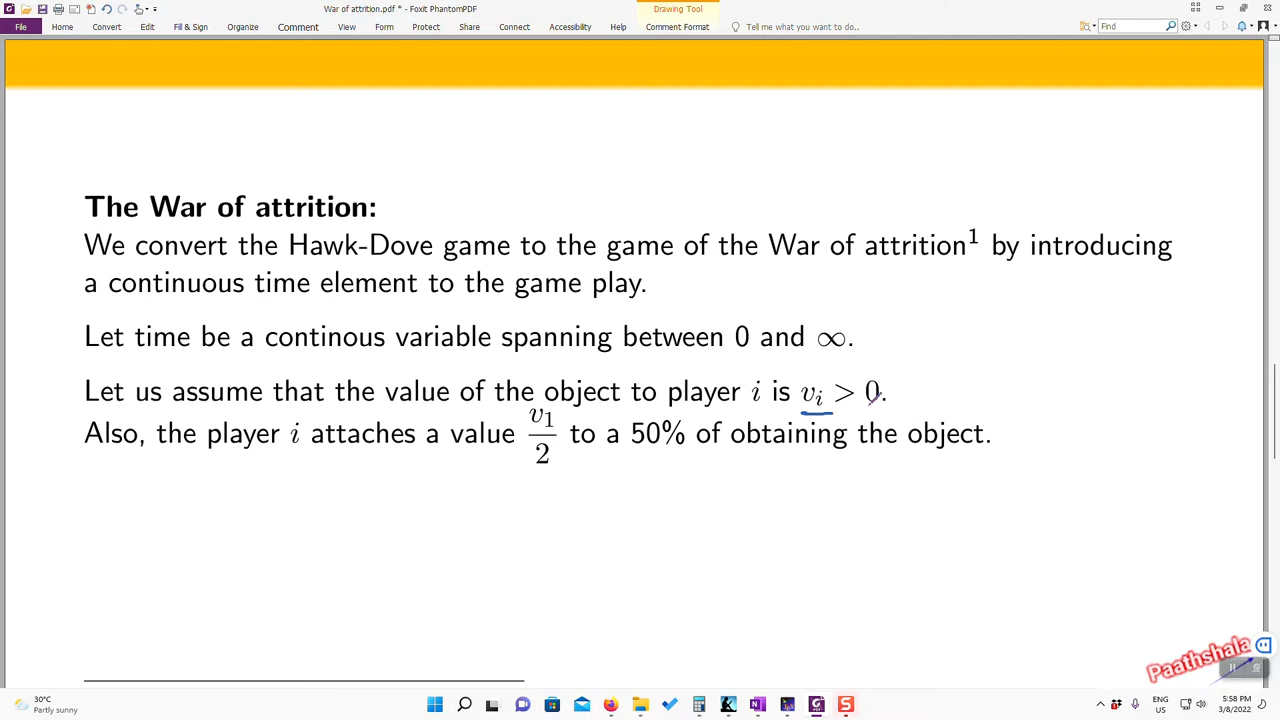 War of attrition.pdf * - Foxit PhantomPDF
Drawing Tool
File Home Convert Edit Fill & Sign Organize Comment View Form Protect Share Connect Accessibility Help Comment Format Tell me what you want to do.. Find
The War of attrition:
We convert the Hawk-Dove game to the game of the War of attrition¹ by introducing
a continuous time element to the game play.
Let time be a continous variable spanning between 0 and ∞.
Let us assume that the value of the object to player i is vᵢ > 0.
Also, the player i attaches a value v₁/2 to a 50% of obtaining the object.
Paathshala
30°C
Partly sunny
ENG
US
5:58 PM
3/8/2022